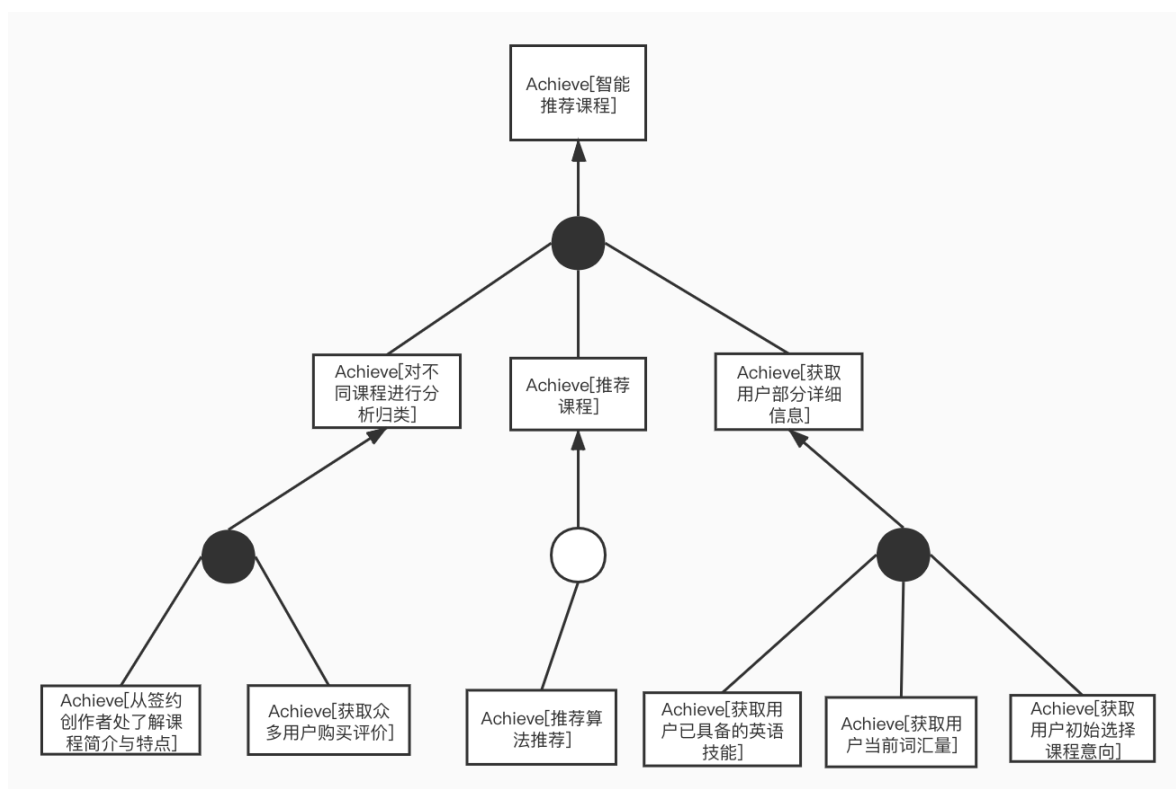 Achieve[智能
推荐课程]
Achieve[对不
同课程进行分
析归类]
Achieve[推荐
课程]
Achieve[获取
用户部分详细
信息]
Achieve[从签约
创作者处了解课
程简介与特点]
Achieve[获取众
多用户购买评价]
Achieve[推荐算
法推荐]
Achieve[获取用
户已具备的英语
技能]
Achieve[获取用
户当前词汇量]
Achieve[获取
用户初始选择
课程意向]